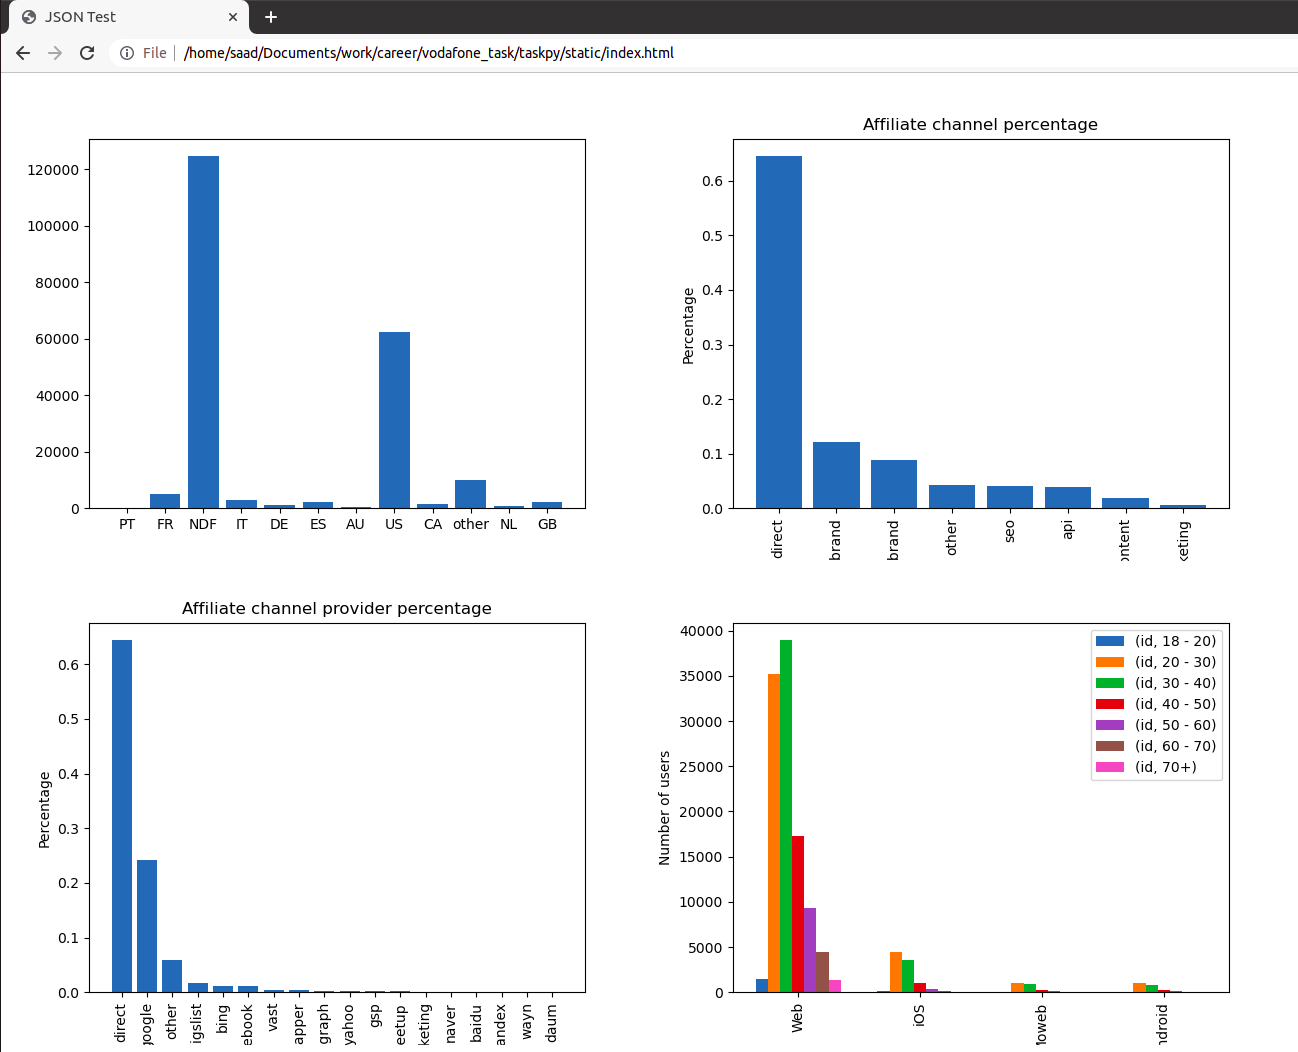 JSON Test
File
/home/saad/Documents/work/career/vodafone_task/taskpy/static/index.html
120000
100000
80000
60000
40000
20000
0
PT FR NDF IT DE ES AU US CA other NL GB
Affiliate channel percentage
Percentage
0.6
0.5
0.4
0.3
0.2
0.1
0.0
direct brand brand other seo api ontent keting
Affiliate channel provider percentage
Percentage
0.6
0.5
0.4
0.3
0.2
0.1
0.0
direct google other igslist bing ebook vast apper graph yahoo gsp eetup keting naver baidu andex wayn daum
Number of users
40000
35000
30000
25000
20000
15000
10000
5000
0
(id, 18 - 20)
(id, 20 - 30)
(id, 30 - 40)
(id, 40 - 50)
(id, 50 - 60)
(id, 60 - 70)
(id, 70+)
Web iOS Moweb ndroid